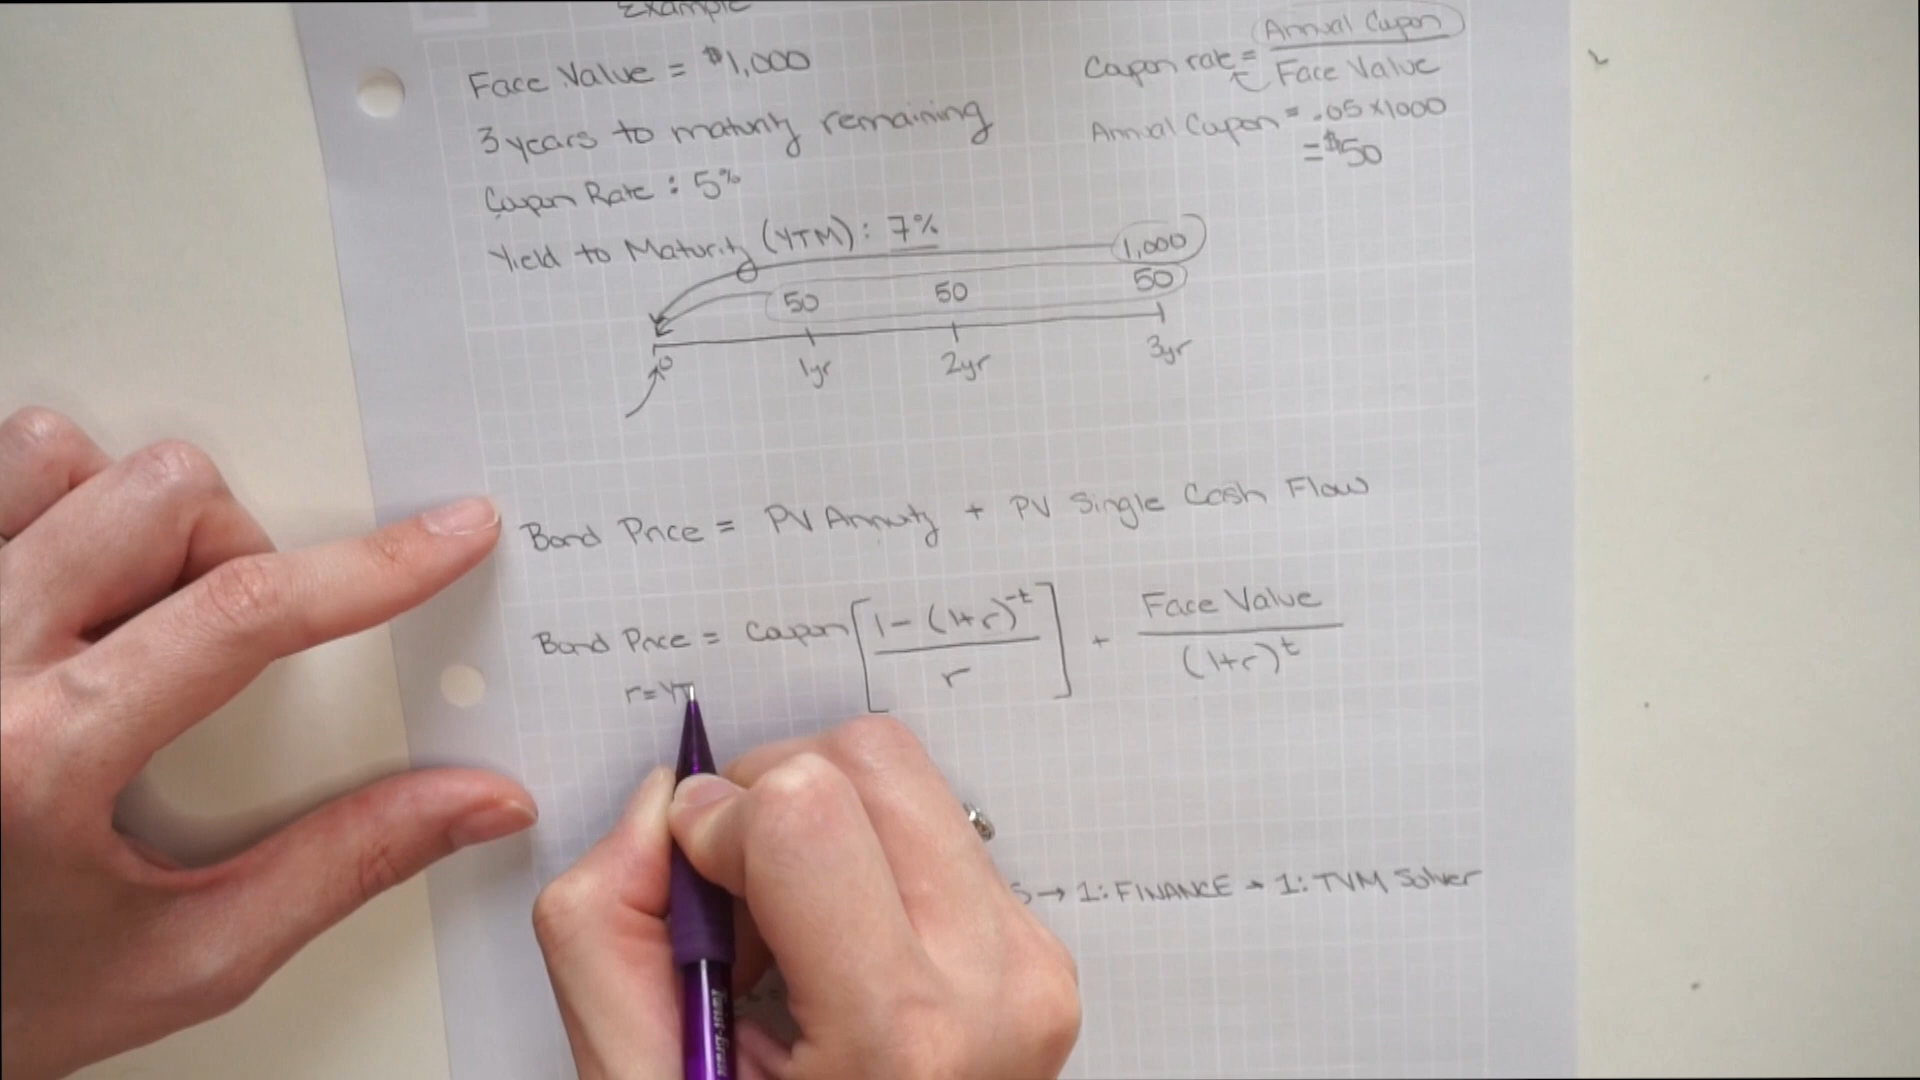 Example
Face Value = $1,000
3 years to maturity remaining
Coupon Rate : 5%
Yield to Maturity (YTM) : 7%
Coupon rate = Annual Coupon
Face Value
Annual Coupon = .05 x 1000
= $50
1,000
50 50 50
0 1yr 2yr 3yr
Bond Price = PV Annuity + PV Single Cash Flow
Bond Price = Coupon [ 1 - (1+r)^-t / r ] + Face Value / (1+r)^t
r = YT
S → 1: FINANCE → 1: TVM Solver